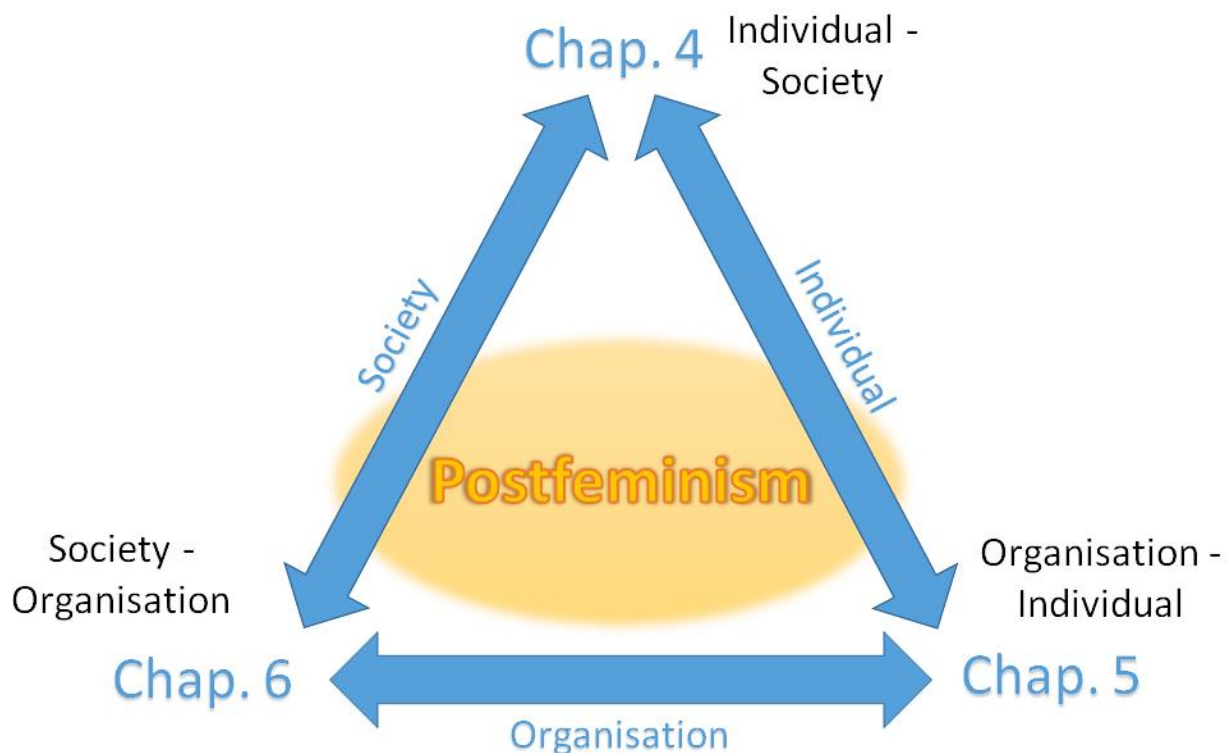 Chap. 4
Individual -
Society
Society
Individual
Postfeminism
Society -
Organisation
Organisation -
Individual
Chap. 6
Chap. 5
Organisation